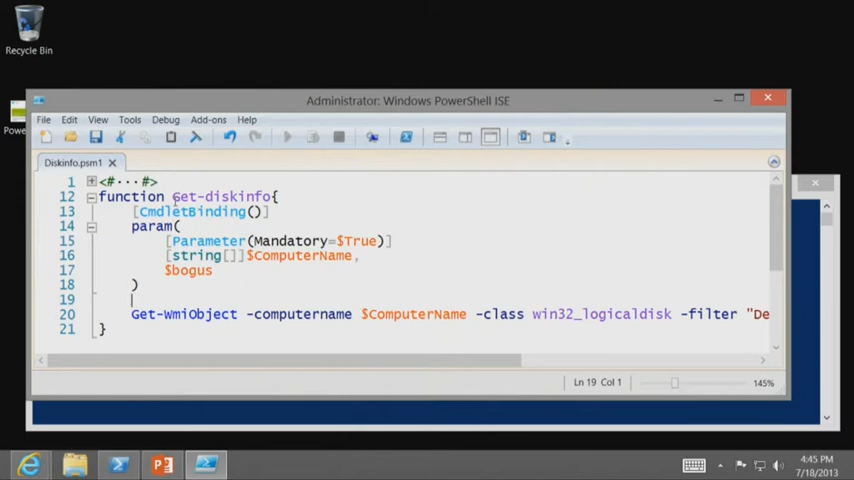 Recycle Bin
Administrator: Windows PowerShell ISE
File Edit View Tools Debug Add-ons Help
Diskinfo.psm1
1 <#···#>
12 function Get-diskinfo{
13 [CmdletBinding()]
14 param(
15 [Parameter(Mandatory=$True)]
16 [string[]]$ComputerName,
17 $bogus
18 )
19
20 Get-WmiObject -computername $ComputerName -class win32_logicaldisk -filter "De
21 }
Ln 19 Col 1
145%
4:45 PM
7/18/2013